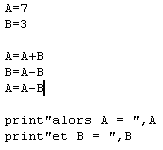 A=7
B=3
A=A+B
B=A-B
A=A-B
print"alors A = ",A
print"et B = ",B